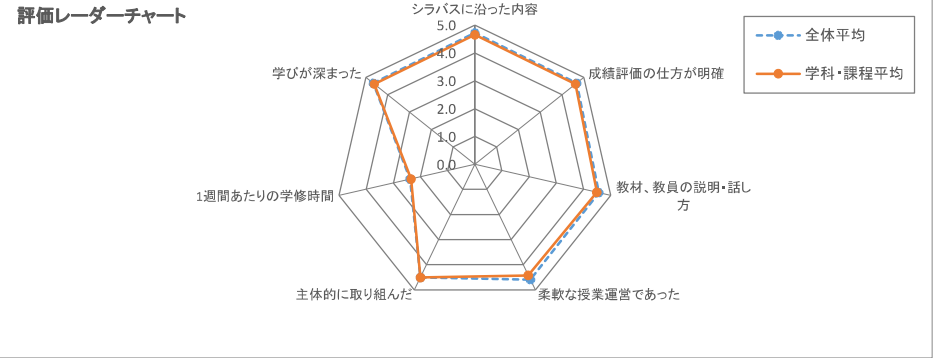 評価レーダーチャート
シラバスに沿った内容
5.0
4.0
3.0
2.0
1.0
0.0
成績評価の仕方が明確
教材、教員の説明・話し
方
柔軟な授業運営であった
主体的に取り組んだ
1週間あたりの学修時間
学びが深まった
全体平均
学科・課程平均